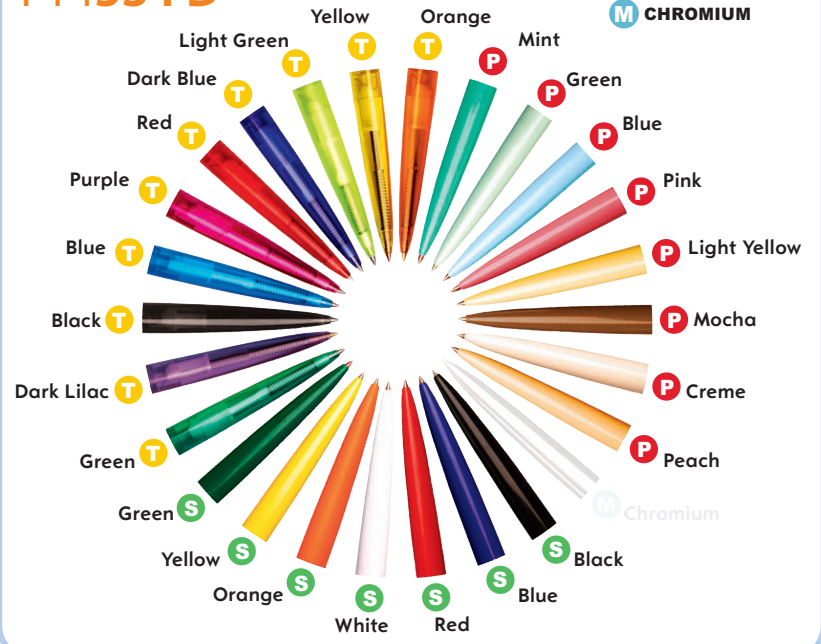 M CHROMIUM
Yellow T
Orange T
Light Green T
Mint P
Dark Blue T
Green P
Red T
Blue P
Purple T
Pink P
Blue T
Light Yellow P
Black T
Mocha P
Dark Lilac T
Creme P
Green T
Peach P
Green S
M Chromium
Yellow S
Black S
Orange S
Blue S
White S
Red S